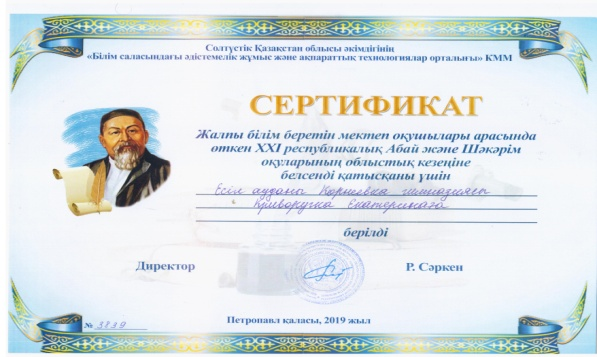 Солтүстік Қазақстан облысы әкімдігінің
«Білім саласындағы әдістемелік жұмыс және ақпараттық технологиялар орталығы» КММ
СЕРТИФИКАТ
Жалпы білім беретін мектеп оқушылары арасында
өткен XXI республикалық Абай және Шәкәрім
оқуларының облыстық кезеңіне
белсенді қатысқаны үшін
Есіл ауданы Корнеевка гимназиясы
Криворучка Екатеринаға
берілді
Директор
Р. Сәркен
№ 3839
Петропавл қаласы, 2019 жыл